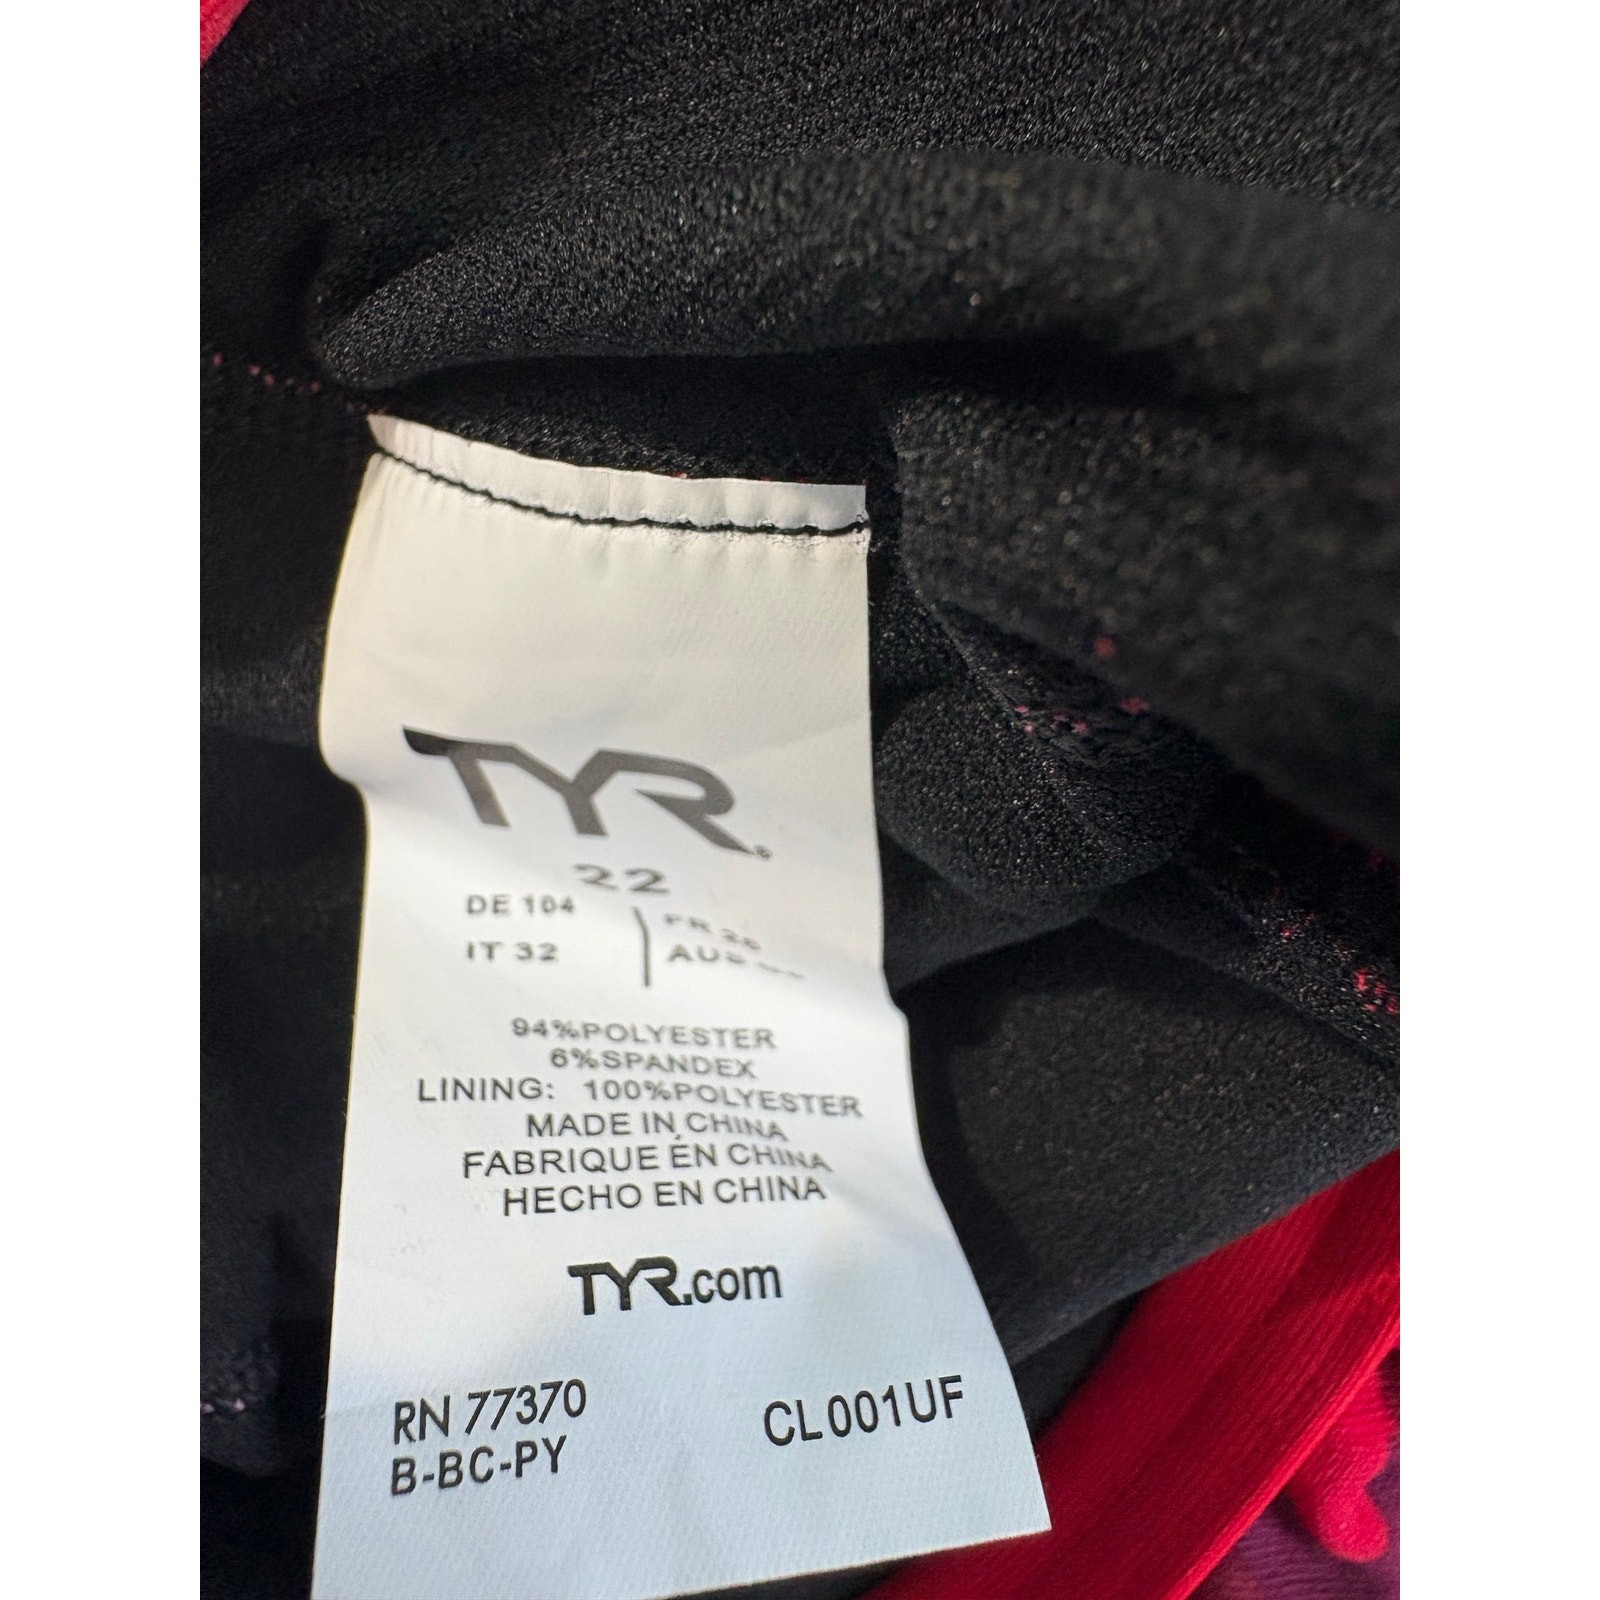 TYR
22
DE 104
IT 32
94%POLYESTER
6%SPANDEX
LINING: 100%POLYESTER
MADE IN CHINA
FABRIQUE ÉN CHINA
HECHO EN CHINA
TYR.com
RN 77370
B-BC-PY
CL001UF